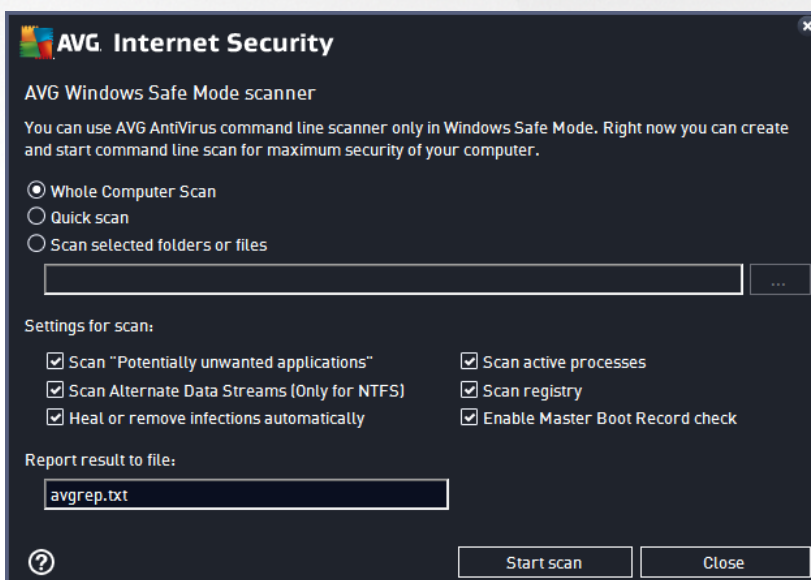 AVG. Internet Security
AVG Windows Safe Mode scanner
You can use AVG AntiVirus command line scanner only in Windows Safe Mode. Right now you can create
and start command line scan for maximum security of your computer.
Whole Computer Scan
Quick scan
Scan selected folders or files
...
Settings for scan:
Scan "Potentially unwanted applications"
Scan active processes
Scan Alternate Data Streams (Only for NTFS)
Scan registry
Heal or remove infections automatically
Enable Master Boot Record check
Report result to file:
avgrep.txt
?
Start scan
Close